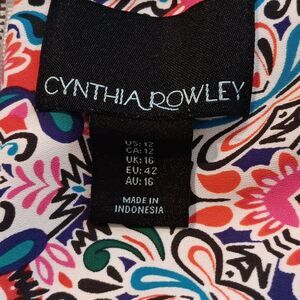 CYNTHIA ROWLEY
US: 12
CA: 12
UK: 16
EU: 42
AU: 16
MADE IN
INDONESIA